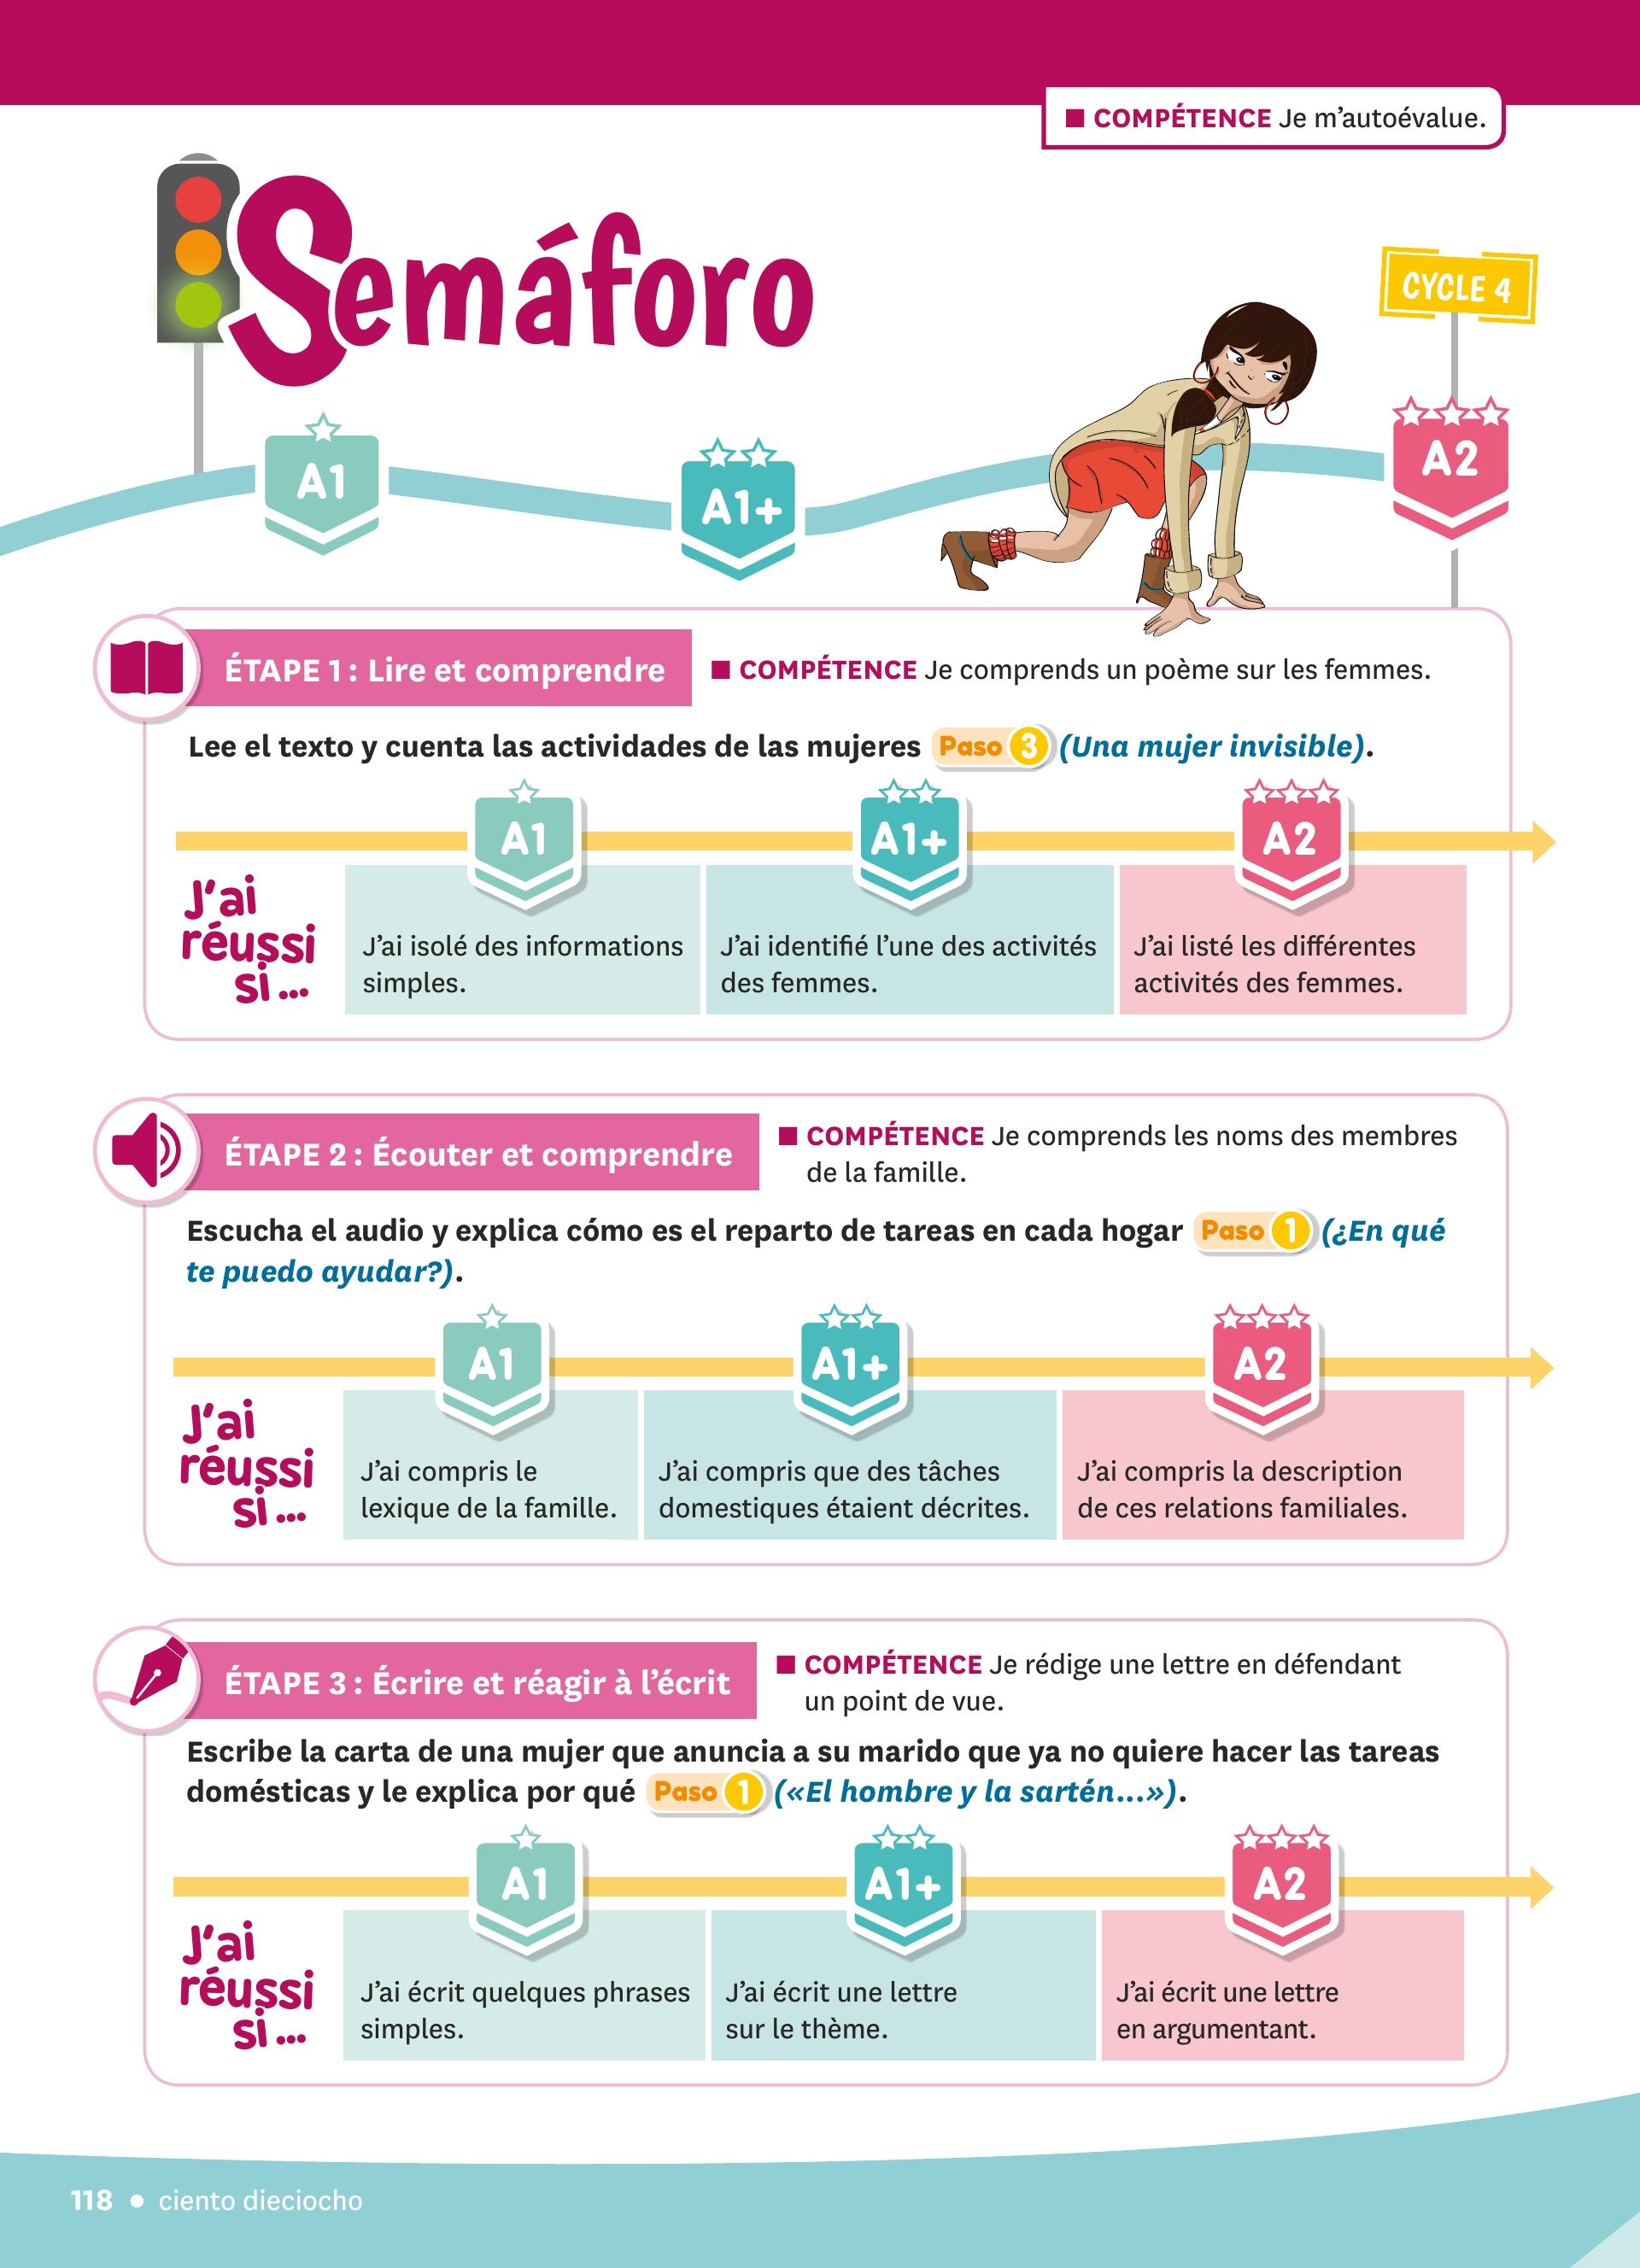 ■ COMPÉTENCE Je m’autoévalue.
Semáforo
CYCLE 4
A1
A1+
A2
ÉTAPE 1 : Lire et comprendre
■ COMPÉTENCE Je comprends un poème sur les femmes.
Lee el texto y cuenta las actividades de las mujeres Paso 3 (Una mujer invisible).
A1
A1+
A2
J’ai
réussi
si ...
J’ai isolé des informations
simples.
J’ai identifié l’une des activités
des femmes.
J’ai listé les différentes
activités des femmes.
ÉTAPE 2 : Écouter et comprendre
■ COMPÉTENCE Je comprends les noms des membres
de la famille.
Escucha el audio y explica cómo es el reparto de tareas en cada hogar Paso 1 (¿En qué
te puedo ayudar?).
A1
A1+
A2
J’ai
réussi
si ...
J’ai compris le
lexique de la famille.
J’ai compris que des tâches
domestiques étaient décrites.
J’ai compris la description
de ces relations familiales.
ÉTAPE 3 : Écrire et réagir à l’écrit
■ COMPÉTENCE Je rédige une lettre en défendant
un point de vue.
Escribe la carta de una mujer que anuncia a su marido que ya no quiere hacer las tareas
domésticas y le explica por qué Paso 1 («El hombre y la sartén...»).
A1
A1+
A2
J’ai
réussi
si ...
J’ai écrit quelques phrases
simples.
J’ai écrit une lettre
sur le thème.
J’ai écrit une lettre
en argumentant.
118 • ciento dieciocho